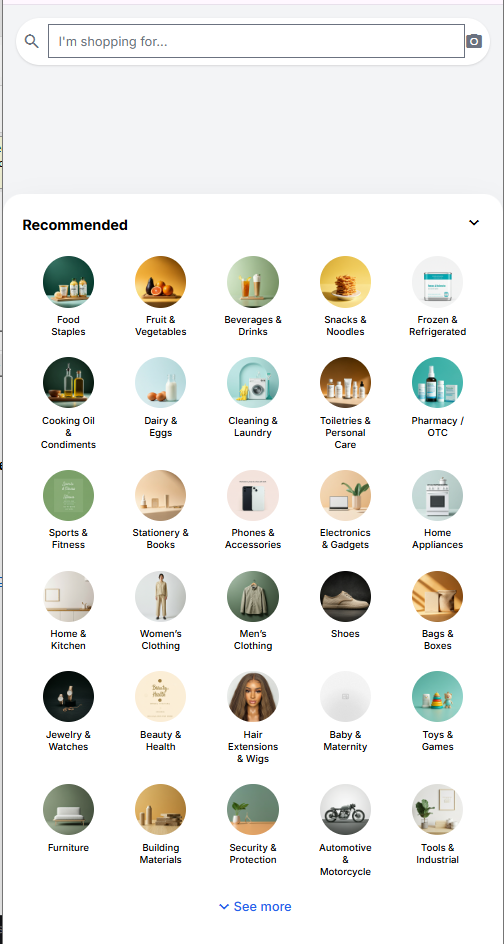 I'm shopping for...
Recommended
Food
Staples
Fruit &
Vegetables
Beverages &
Drinks
Snacks &
Noodles
Frozen &
Refrigerated
Cooking Oil
&
Condiments
Dairy &
Eggs
Cleaning &
Laundry
Toiletries &
Personal
Care
Pharmacy /
OTC
Sports &
Fitness
Stationery &
Books
Phones &
Accessories
Electronics
& Gadgets
Home
Appliances
Home &
Kitchen
Women's
Clothing
Men's
Clothing
Shoes
Bags &
Boxes
Jewelry &
Watches
Beauty
Health
Beauty &
Health
Hair
Extensions
& Wigs
Baby &
Maternity
Toys &
Games
Furniture
Building
Materials
Security &
Protection
Automotive
&
Motorcycle
Tools &
Industrial
See more